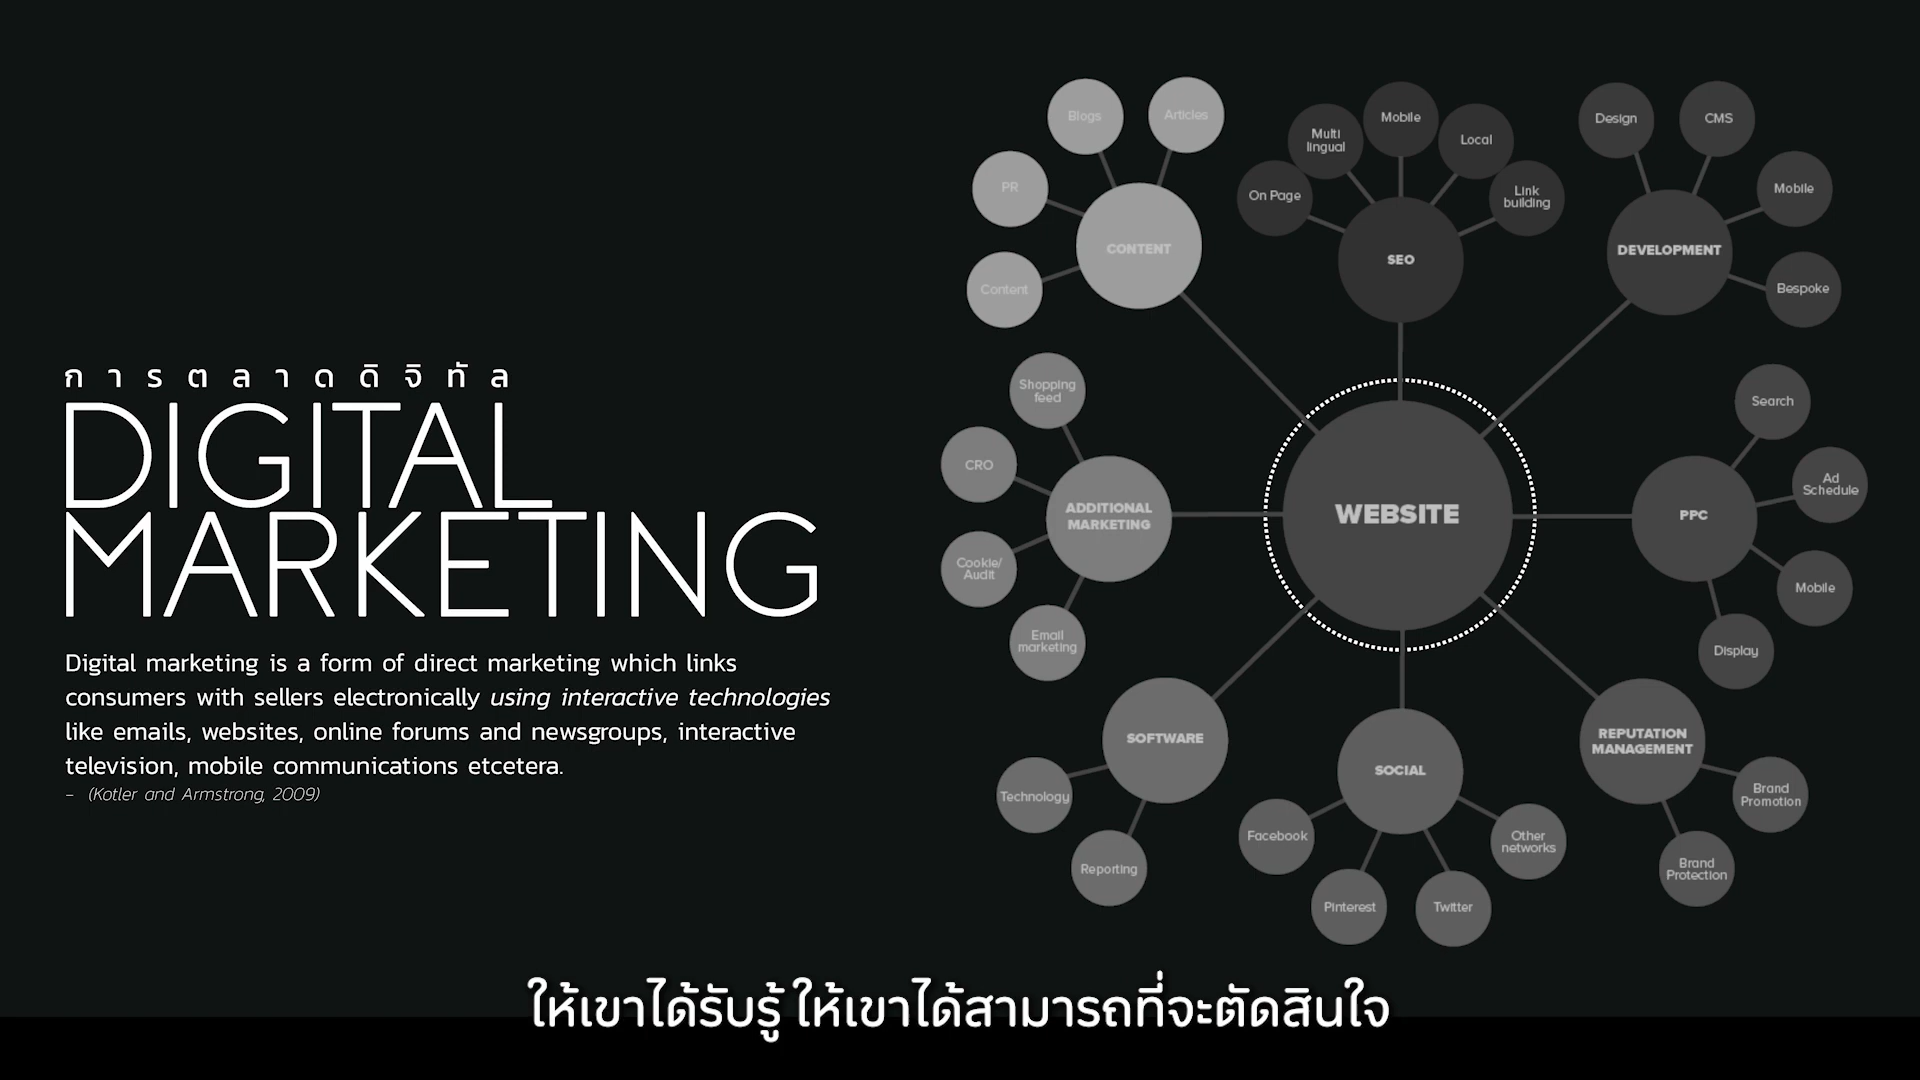 การตลาดดิจิทัล
DIGITAL
MARKETING
Digital marketing is a form of direct marketing which links
consumers with sellers electronically using interactive technologies
like emails, websites, online forums and newsgroups, interactive
television, mobile communications etcetera.
– (Kotler and Armstrong, 2009)
Blogs
Articles
PR
Content
CONTENT
On Page
Multi
lingual
Mobile
Local
Link
building
SEO
Design
CMS
Mobile
Bespoke
DEVELOPMENT
Shopping
feed
CRO
Cookie/
Audit
Email
marketing
ADDITIONAL
MARKETING
WEBSITE
Search
Ad
Schedule
Mobile
Display
PPC
SOFTWARE
Technology
Reporting
SOCIAL
Facebook
Pinterest
Twitter
Other
networks
REPUTATION
MANAGEMENT
Brand
Promotion
Brand
Protection
ให้เขาได้รับรู้ ให้เขาได้สามารถที่จะตัดสินใจ